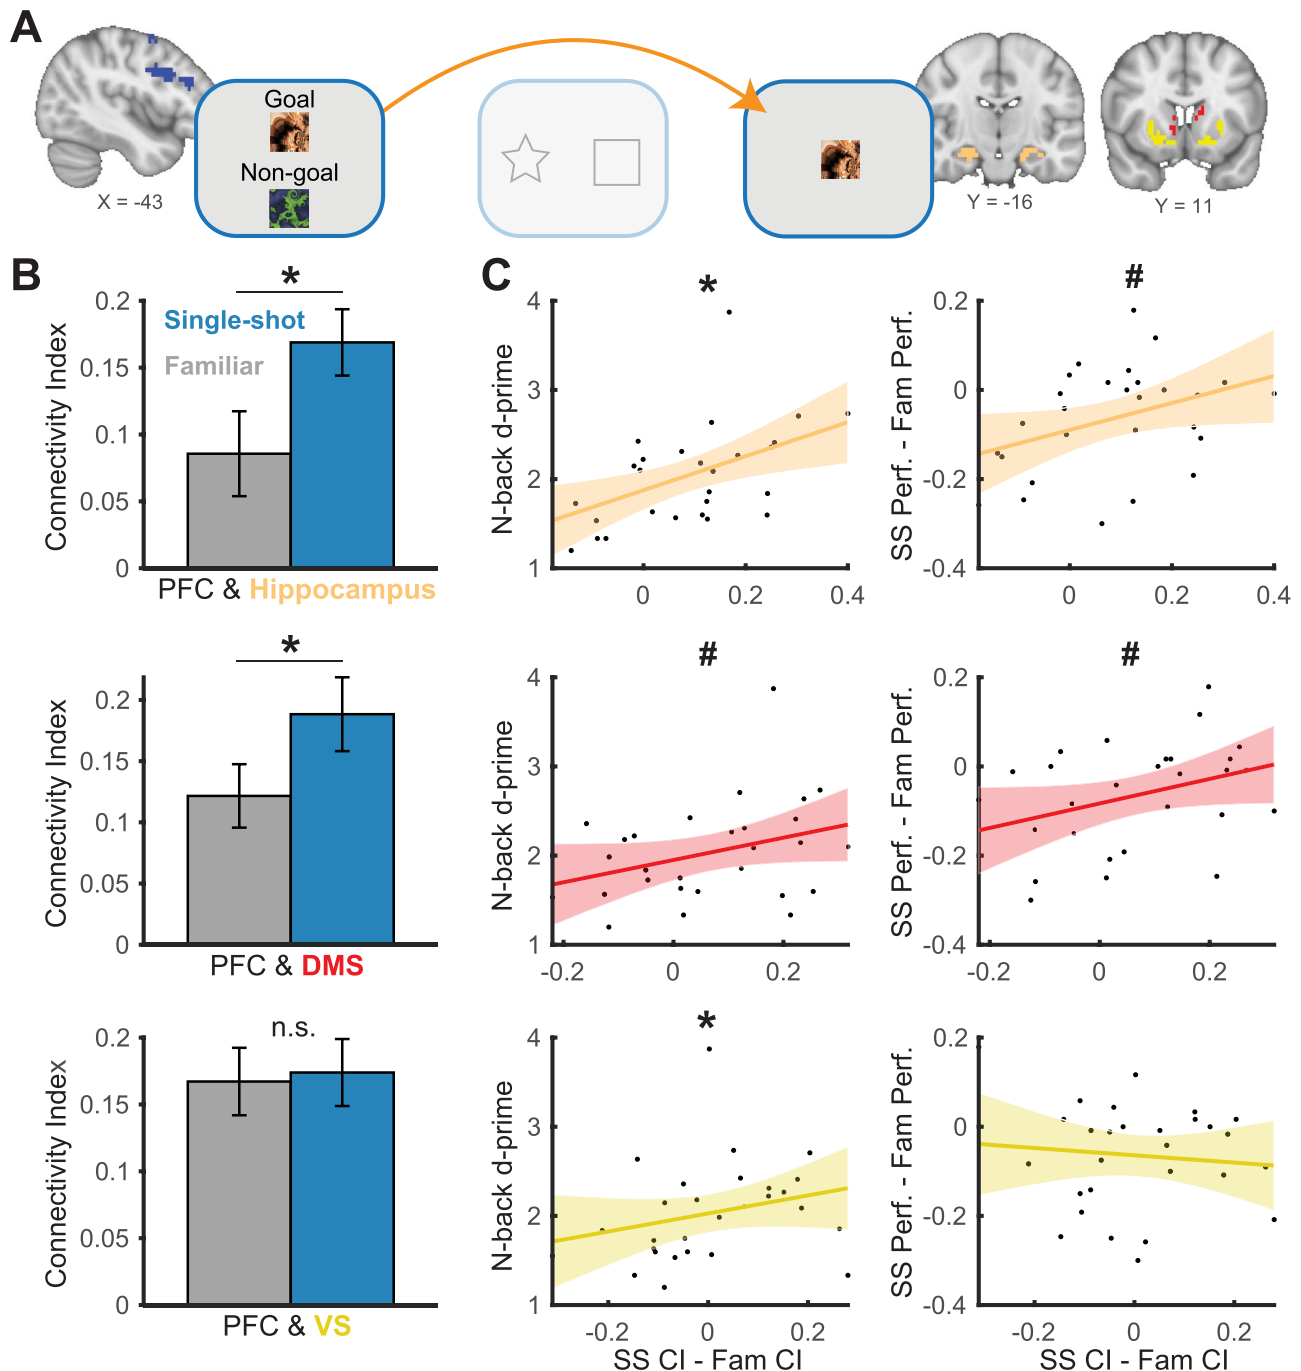 A
Goal
Non-goal
X = -43
Y = -16
Y = 11
B
*
Connectivity Index
0.2
0.15
0.1
0.05
0
Single-shot
Familiar
PFC & Hippocampus
*
Connectivity Index
0.2
0.15
0.1
0.05
0
PFC & DMS
n.s.
Connectivity Index
0.2
0.15
0.1
0.05
0
PFC & VS
C
*
N-back d-prime
4
3
2
1
0
0.2
0.4
#
SS Perf. - Fam Perf.
0.2
0
-0.2
-0.4
0
0.2
0.4
#
N-back d-prime
4
3
2
1
-0.2
0
0.2
#
SS Perf. - Fam Perf.
0.2
0
-0.2
-0.4
-0.2
0
0.2
*
N-back d-prime
4
3
2
1
-0.2
0
0.2
SS CI - Fam CI
SS Perf. - Fam Perf.
0.2
0
-0.2
-0.4
-0.2
0
0.2
SS CI - Fam CI